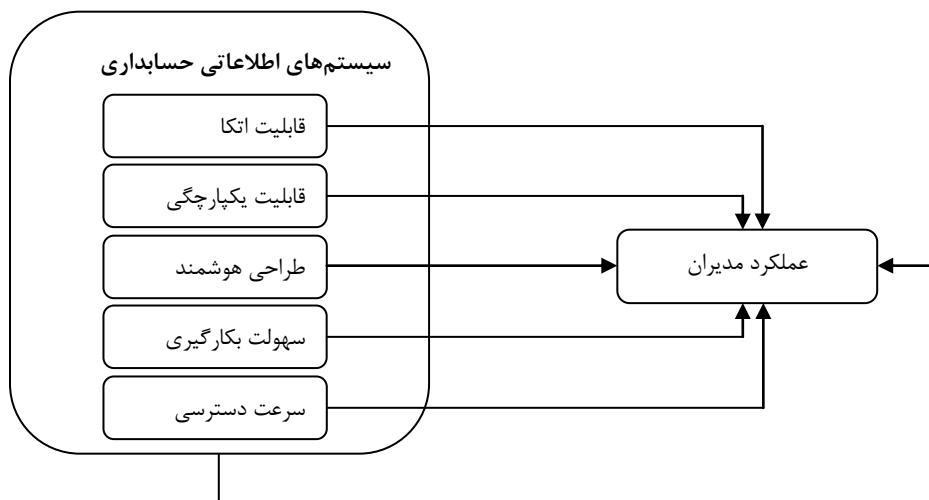 سیستم‌های اطلاعاتی حسابداری
قابلیت اتکا
قابلیت یکپارچگی
طراحی هوشمند
سهولت بکارگیری
سرعت دسترسی
عملکرد مدیران